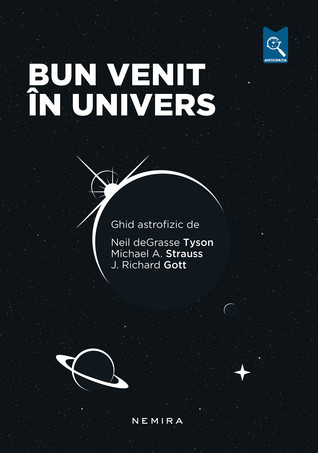 ANTICIPAȚIA
BUN VENIT
ÎN UNIVERS
Ghid astrofizic de
Neil deGrasse Tyson
Michael A. Strauss
J. Richard Gott
NEMIRA